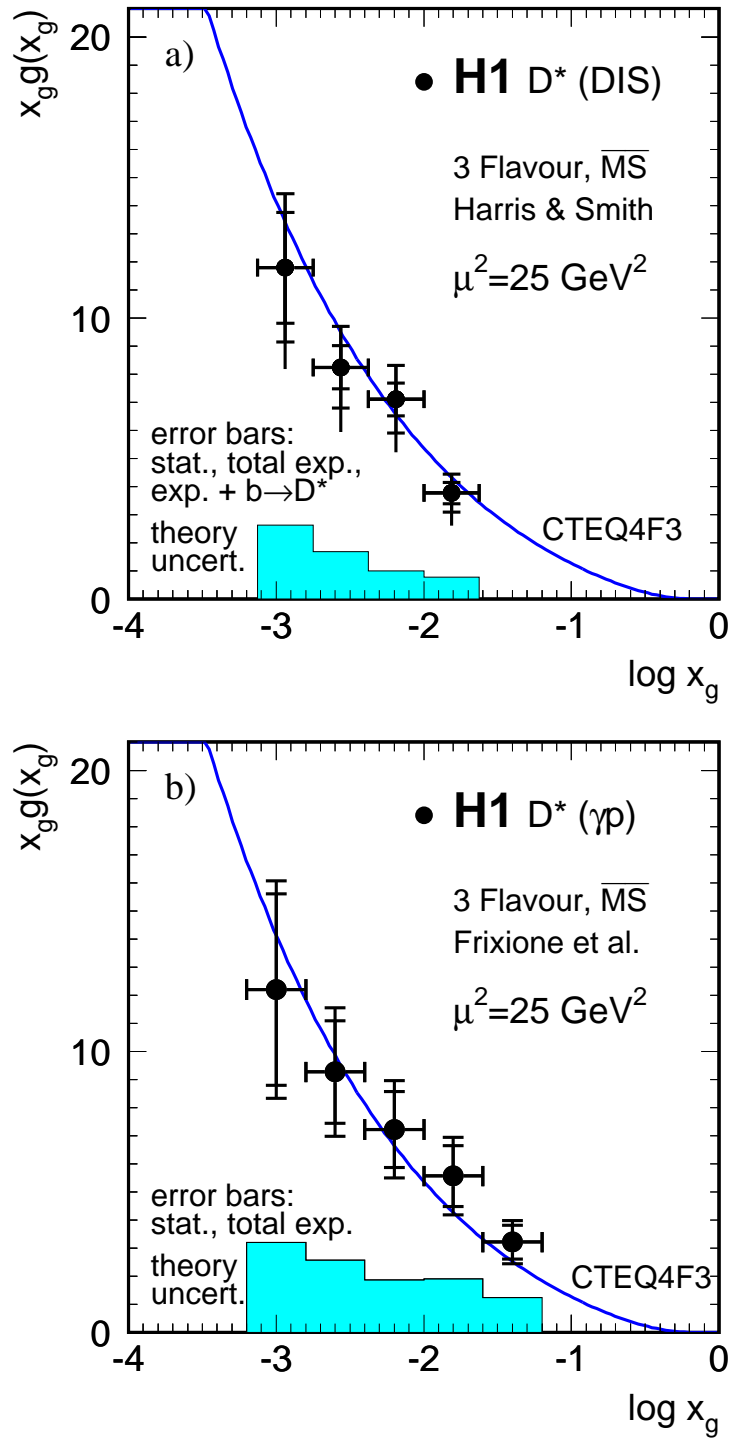 x_g g(x_g)
20
10
0
a)
H1 D* (DIS)
3 Flavour, M̅S̅
Harris & Smith
μ²=25 GeV²
error bars:
stat., total exp.,
exp. + b→D*
theory
uncert.
CTEQ4F3
-4 -3 -2 -1 0
log x_g
x_g g(x_g)
20
10
0
b)
H1 D* (γp)
3 Flavour, M̅S̅
Frixione et al.
μ²=25 GeV²
error bars:
stat., total exp.
theory
uncert.
CTEQ4F3
-4 -3 -2 -1 0
log x_g